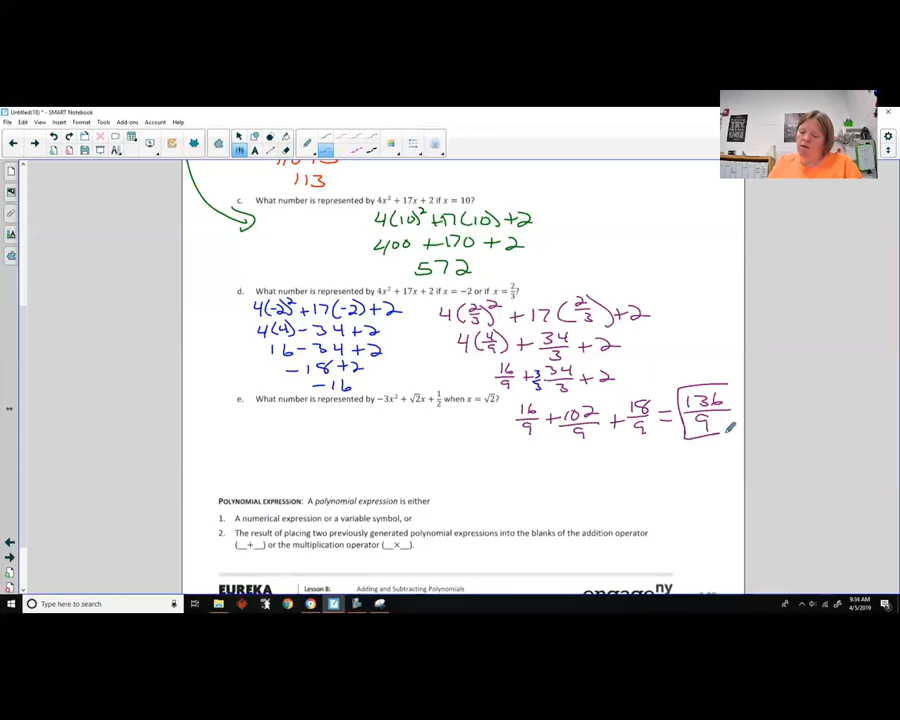 Untitled(16) * - SMART Notebook
File Edit View Insert Format Tools Add-ons Account Help
113
c. What number is represented by 4x² + 17x + 2 if x = 10?
4(10)² + 17(10) + 2
400 + 170 + 2
572
d. What number is represented by 4x² + 17x + 2 if x = −2 or if x = 2/3?
4(-2)² + 17(-2) + 2
4(4) - 34 + 2
16 - 34 + 2
-18 + 2
-16
4(2/3)² + 17(2/3) + 2
4(4/9) + 34/3 + 2
16/9 + 3/3 · 34/3 + 2
16/9 + 102/9 + 18/9 = 136/9
e. What number is represented by −3x² + √2x + 1/2 when x = √2?
POLYNOMIAL EXPRESSION: A polynomial expression is either
1. A numerical expression or a variable symbol, or
2. The result of placing two previously generated polynomial expressions into the blanks of the addition operator
(__+__) or the multiplication operator (__×__).
EUREKA Lesson 8: Adding and Subtracting Polynomials engage ny
Type here to search
9:34 AM
4/5/2019